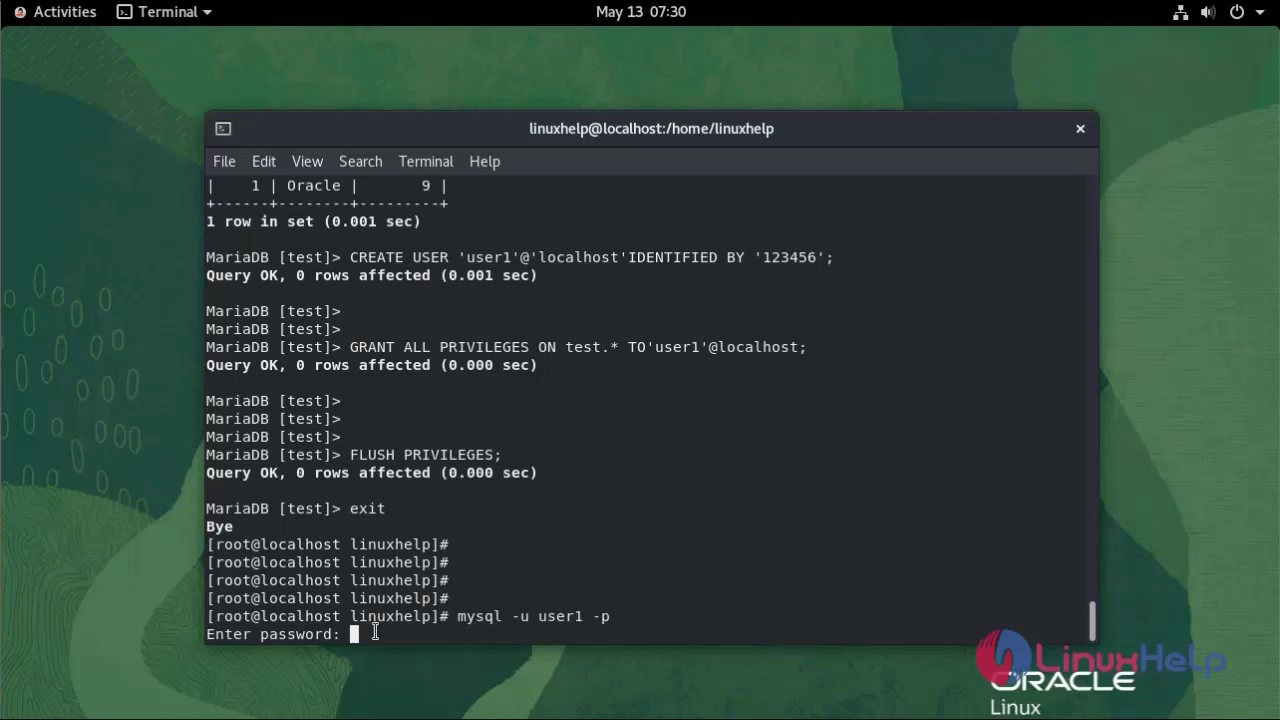 Activities Terminal May 13 07:30
linuxhelp@localhost:/home/linuxhelp
File Edit View Search Terminal Help
|    1 | Oracle |       9 |
+------+--------+---------+
1 row in set (0.001 sec)
MariaDB [test]> CREATE USER 'user1'@'localhost'IDENTIFIED BY '123456';
Query OK, 0 rows affected (0.001 sec)
MariaDB [test]>
MariaDB [test]>
MariaDB [test]> GRANT ALL PRIVILEGES ON test.* TO'user1'@localhost;
Query OK, 0 rows affected (0.000 sec)
MariaDB [test]>
MariaDB [test]>
MariaDB [test]>
MariaDB [test]> FLUSH PRIVILEGES;
Query OK, 0 rows affected (0.000 sec)
MariaDB [test]> exit
Bye
[root@localhost linuxhelp]#
[root@localhost linuxhelp]#
[root@localhost linuxhelp]#
[root@localhost linuxhelp]#
[root@localhost linuxhelp]# mysql -u user1 -p
Enter password:
LinuxHelp
ORACLE
Linux